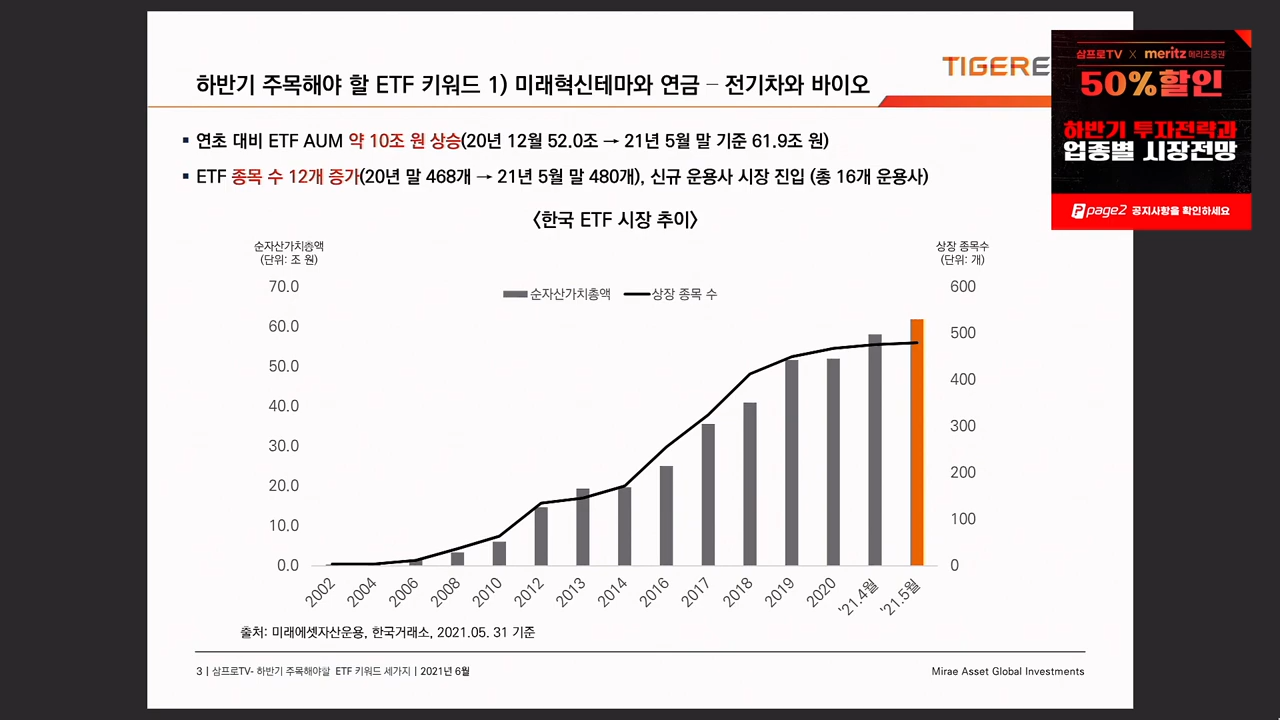 TIGERE
하반기 주목해야 할 ETF 키워드 1) 미래혁신테마와 연금 – 전기차와 바이오
삼프로TV X meritz 메리츠증권
50%할인
하반기 투자전략과
업종별 시장전망
page2 공지사항을 확인하세요
▪ 연초 대비 ETF AUM 약 10조 원 상승(20년 12월 52.0조 → 21년 5월 말 기준 61.9조 원)
▪ ETF 종목 수 12개 증가(20년 말 468개 → 21년 5월 말 480개), 신규 운용사 시장 진입 (총 16개 운용사)
<한국 ETF 시장 추이>
순자산가치총액
(단위: 조 원)
상장 종목수
(단위: 개)
순자산가치총액 상장 종목 수
70.0
60.0
50.0
40.0
30.0
20.0
10.0
0.0
600
500
400
300
200
100
0
2002 2004 2006 2008 2010 2012 2013 2014 2016 2017 2018 2019 2020 '21.4월 '21.5월
출처: 미래에셋자산운용, 한국거래소, 2021.05. 31 기준
3 | 삼프로TV- 하반기 주목해야할 ETF 키워드 세가지 | 2021년 6월
Mirae Asset Global Investments